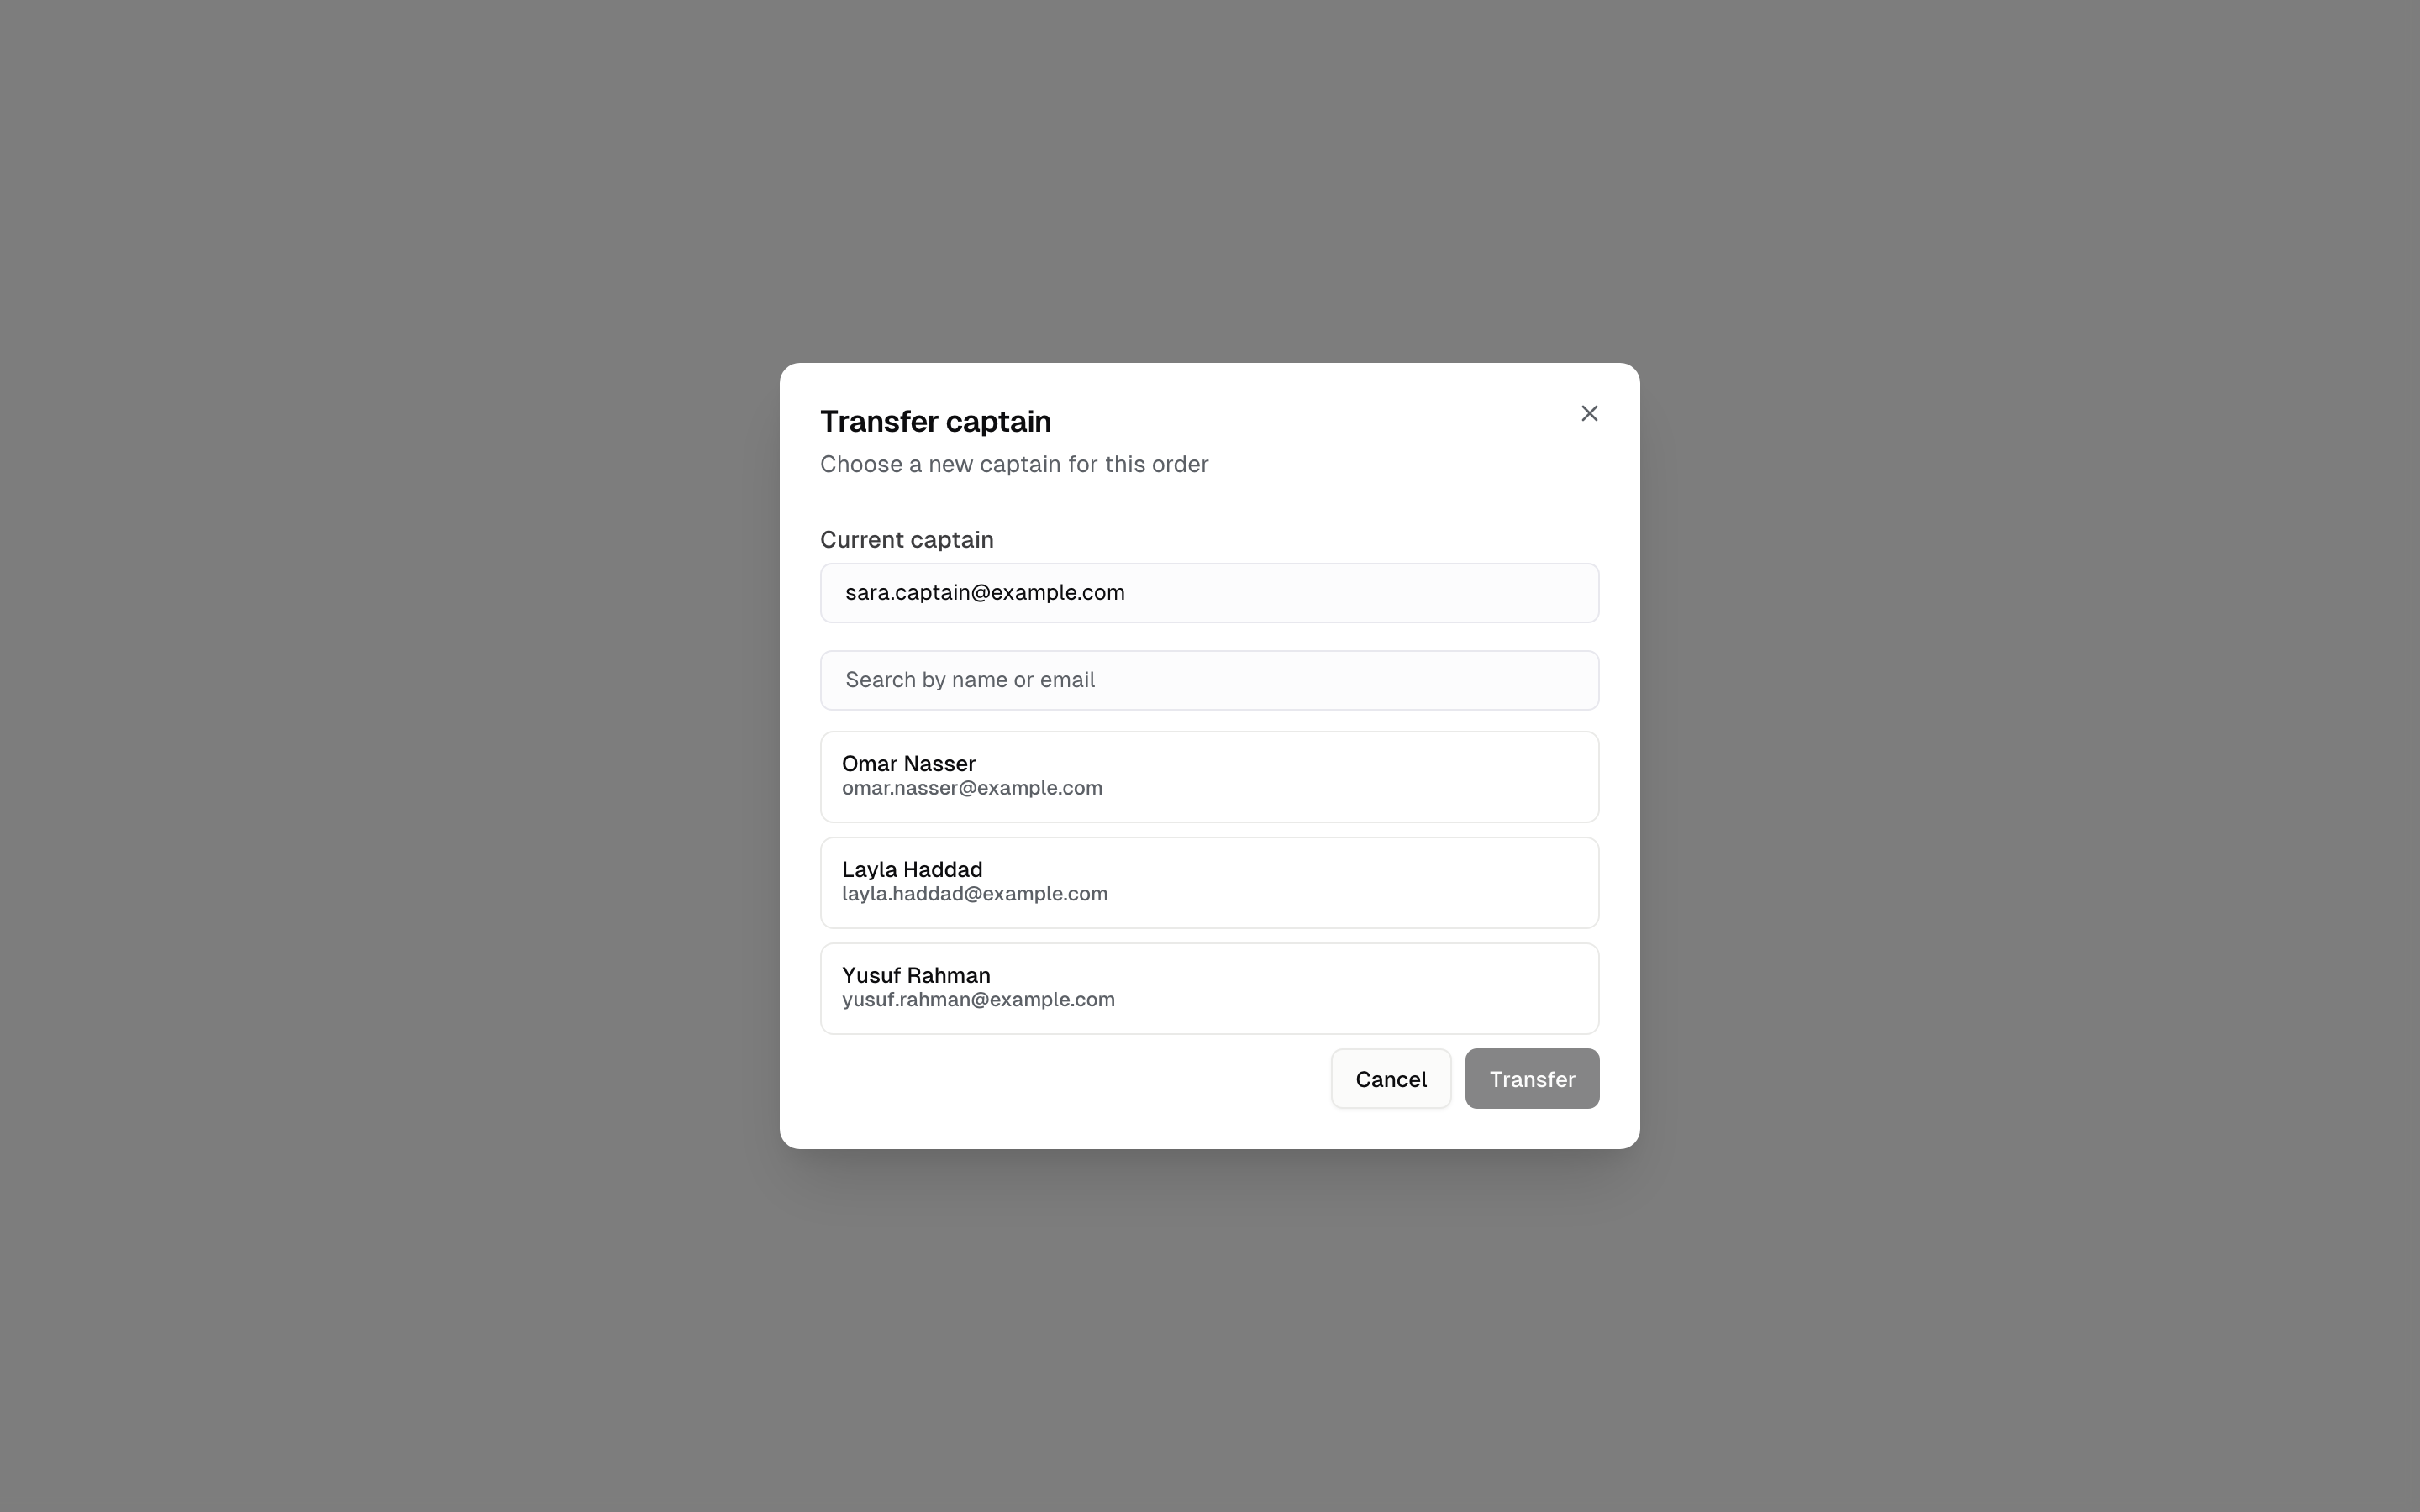 Transfer captain
Choose a new captain for this order
Current captain
sara.captain@example.com
Search by name or email
Omar Nasser
omar.nasser@example.com
Layla Haddad
layla.haddad@example.com
Yusuf Rahman
yusuf.rahman@example.com
Cancel
Transfer